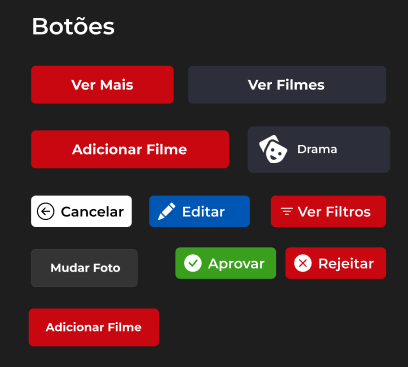 Botões
Ver Mais
Ver Filmes
Adicionar Filme
Drama
Cancelar
Editar
Ver Filtros
Mudar Foto
Aprovar
Rejeitar
Adicionar Filme